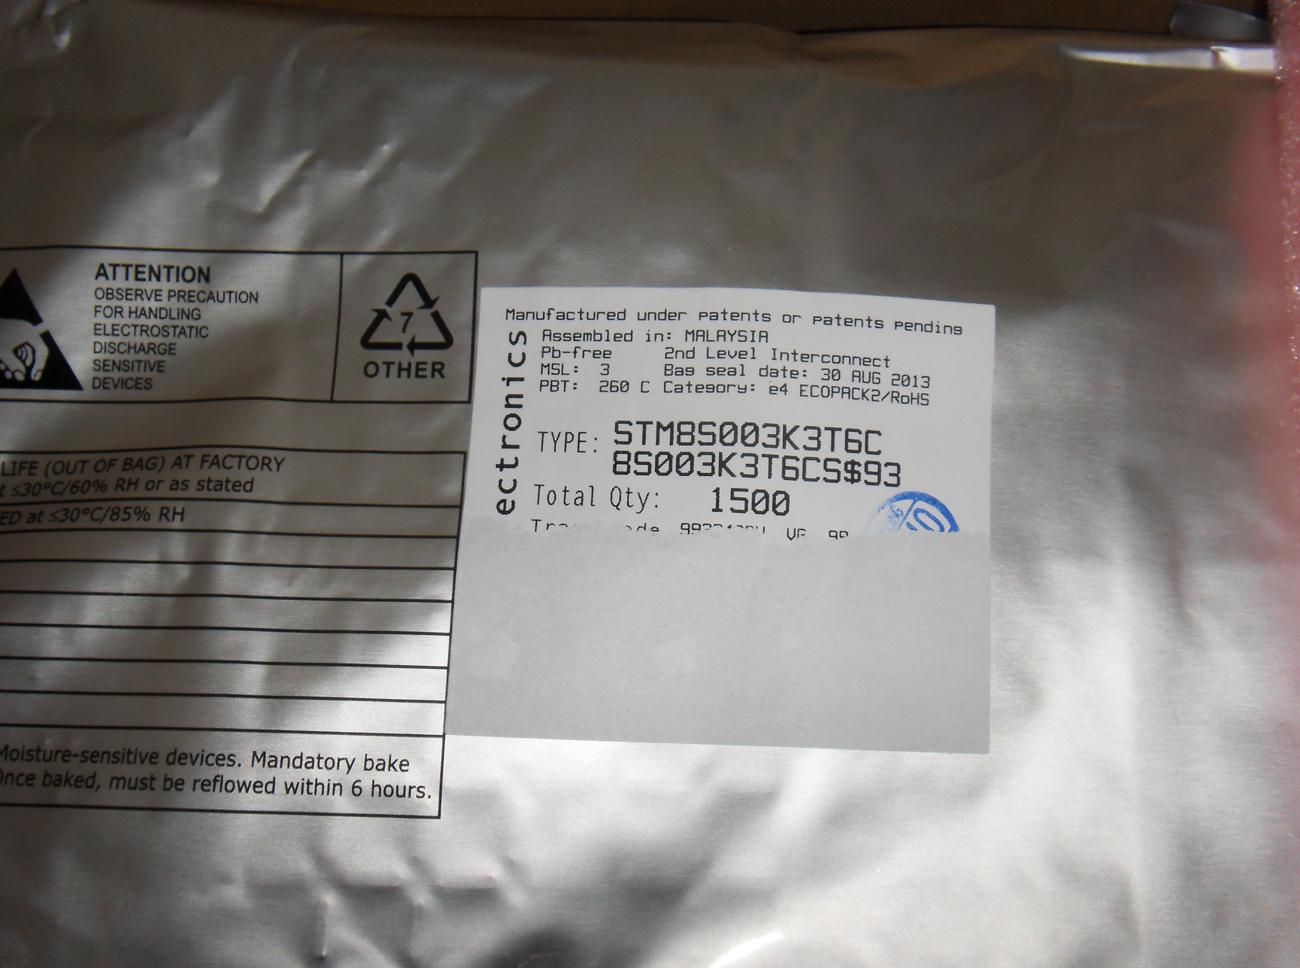 ATTENTION
OBSERVE PRECAUTION
FOR HANDLING
ELECTROSTATIC
DISCHARGE
SENSITIVE
DEVICES
7
OTHER
LIFE (OUT OF BAG) AT FACTORY
≤30°C/60% RH or as stated
ED at ≤30°C/85% RH
Moisture-sensitive devices. Mandatory bake
Once baked, must be reflowed within 6 hours.
ectronics
Manufactured under patents or patents pending
Assembled in: MALAYSIA
Pb-free 2nd Level Interconnect
MSL: 3 Bag seal date: 30 AUG 2013
PBT: 260 C Category: e4 ECOPACK2/RoHS
TYPE: STM8S003K3T6C
8S003K3T6CS$93
Total Qty: 1500